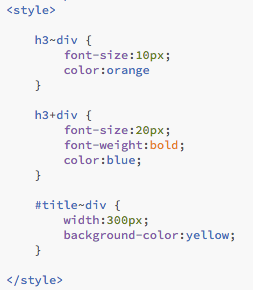 <style>
h3~div {
font-size:10px;
color:orange
}
h3+div {
font-size:20px;
font-weight:bold;
color:blue;
}
#title~div {
width:300px;
background-color:yellow;
}
</style>